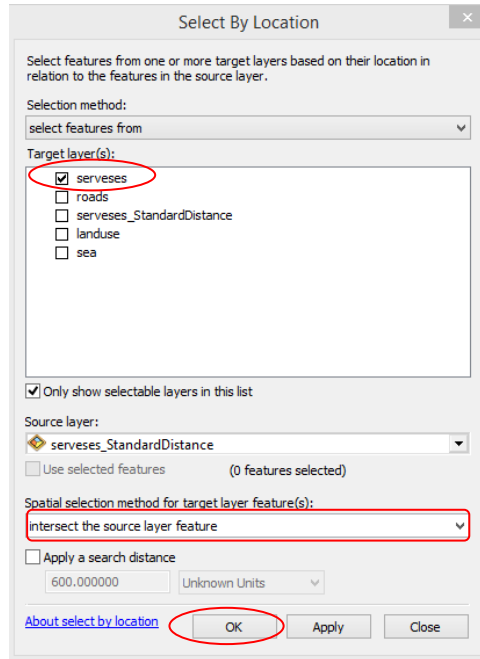 Select By Location
Select features from one or more target layers based on their location in
relation to the features in the source layer.
Selection method:
select features from
Target layer(s):
serveses
roads
serveses_StandardDistance
landuse
sea
Only show selectable layers in this list
Source layer:
serveses_StandardDistance
Use selected features (0 features selected)
Spatial selection method for target layer feature(s):
intersect the source layer feature
Apply a search distance
600.000000 Unknown Units
About select by location OK Apply Close